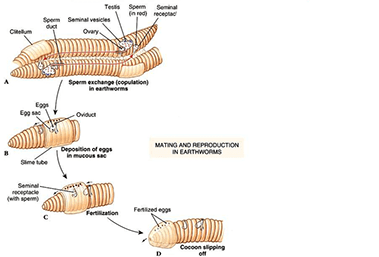 Testis
Sperm
(in red)
Seminal
receptac
Seminal vesicles
Ovary
Sperm
duct
Clitellum
A
Sperm exchange (copulation)
in earthworms
Eggs
Egg sac
Oviduct
B
Deposition of eggs
in mucous sac
Slime tube
MATING AND REPRODUCTION
IN EARTHWORMS
Seminal
receptacle
(with sperm)
C
Fertilization
Fertilized eggs
D
Cocoon slipping
off